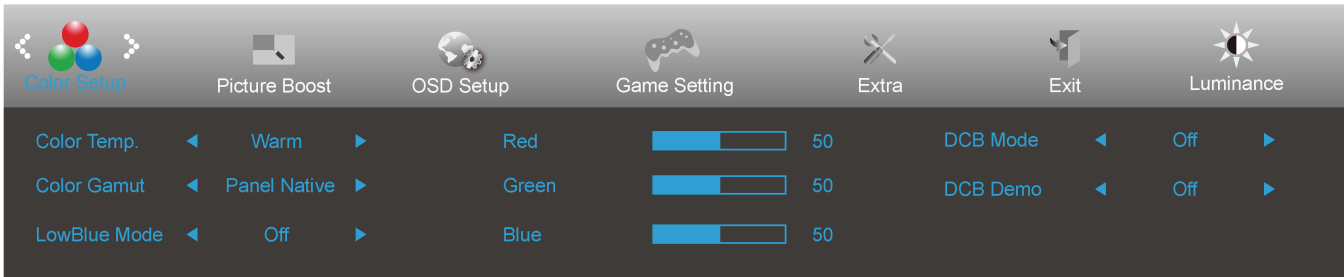 Color Setup Picture Boost OSD Setup Game Setting Extra Exit Luminance
Color Temp. Warm Red 50 DCB Mode Off
Color Gamut Panel Native Green 50 DCB Demo Off
LowBlue Mode Off Blue 50